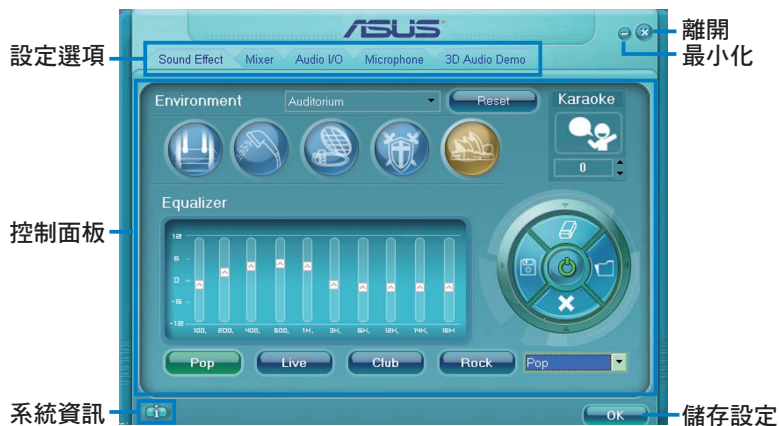 ASUS
離開
最小化
設定選項
Sound Effect Mixer Audio I/O Microphone 3D Audio Demo
Environment Auditorium Reset Karaoke
0
Equalizer
控制面板
12
6
0
-6
-12
100, 200, 400, 600, 1K, 3K, 6K, 12K, 14K, 16K
Pop Live Club Rock Pop
系統資訊
OK
儲存設定